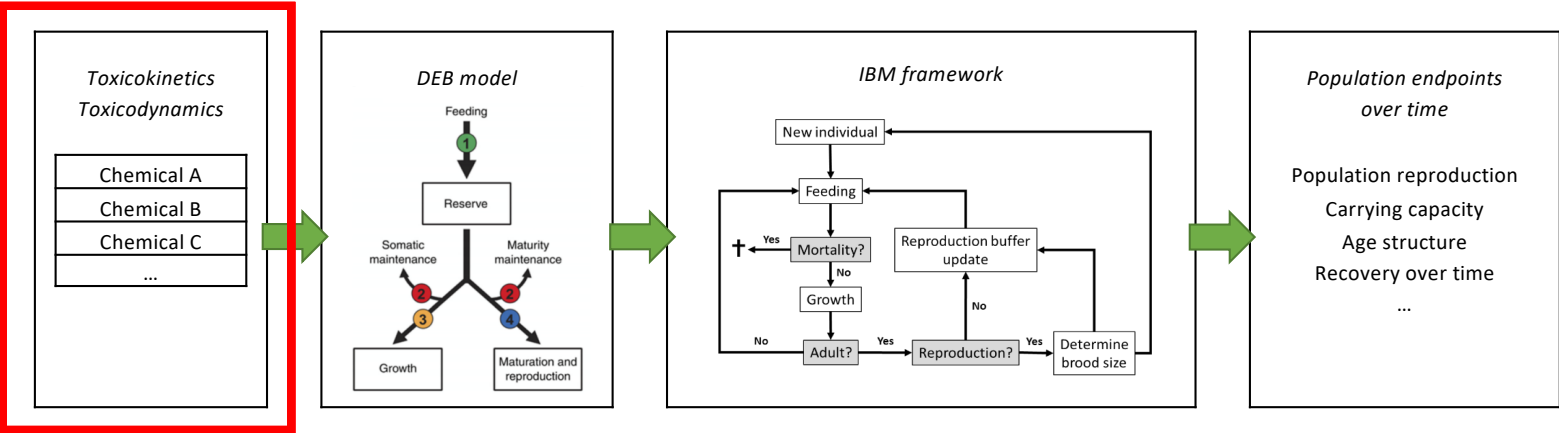 Toxicokinetics
Toxicodynamics
Chemical A
Chemical B
Chemical C
...
DEB model
Feeding
1
Reserve
Somatic
maintenance
Maturity
maintenance
2
2
3
4
Growth
Maturation and
reproduction
IBM framework
New individual
Feeding
Yes
Mortality?
No
Growth
Reproduction buffer
update
No
No
Adult?
Yes
Reproduction?
Yes
Determine
brood size
Population endpoints
over time
Population reproduction
Carrying capacity
Age structure
Recovery over time
...